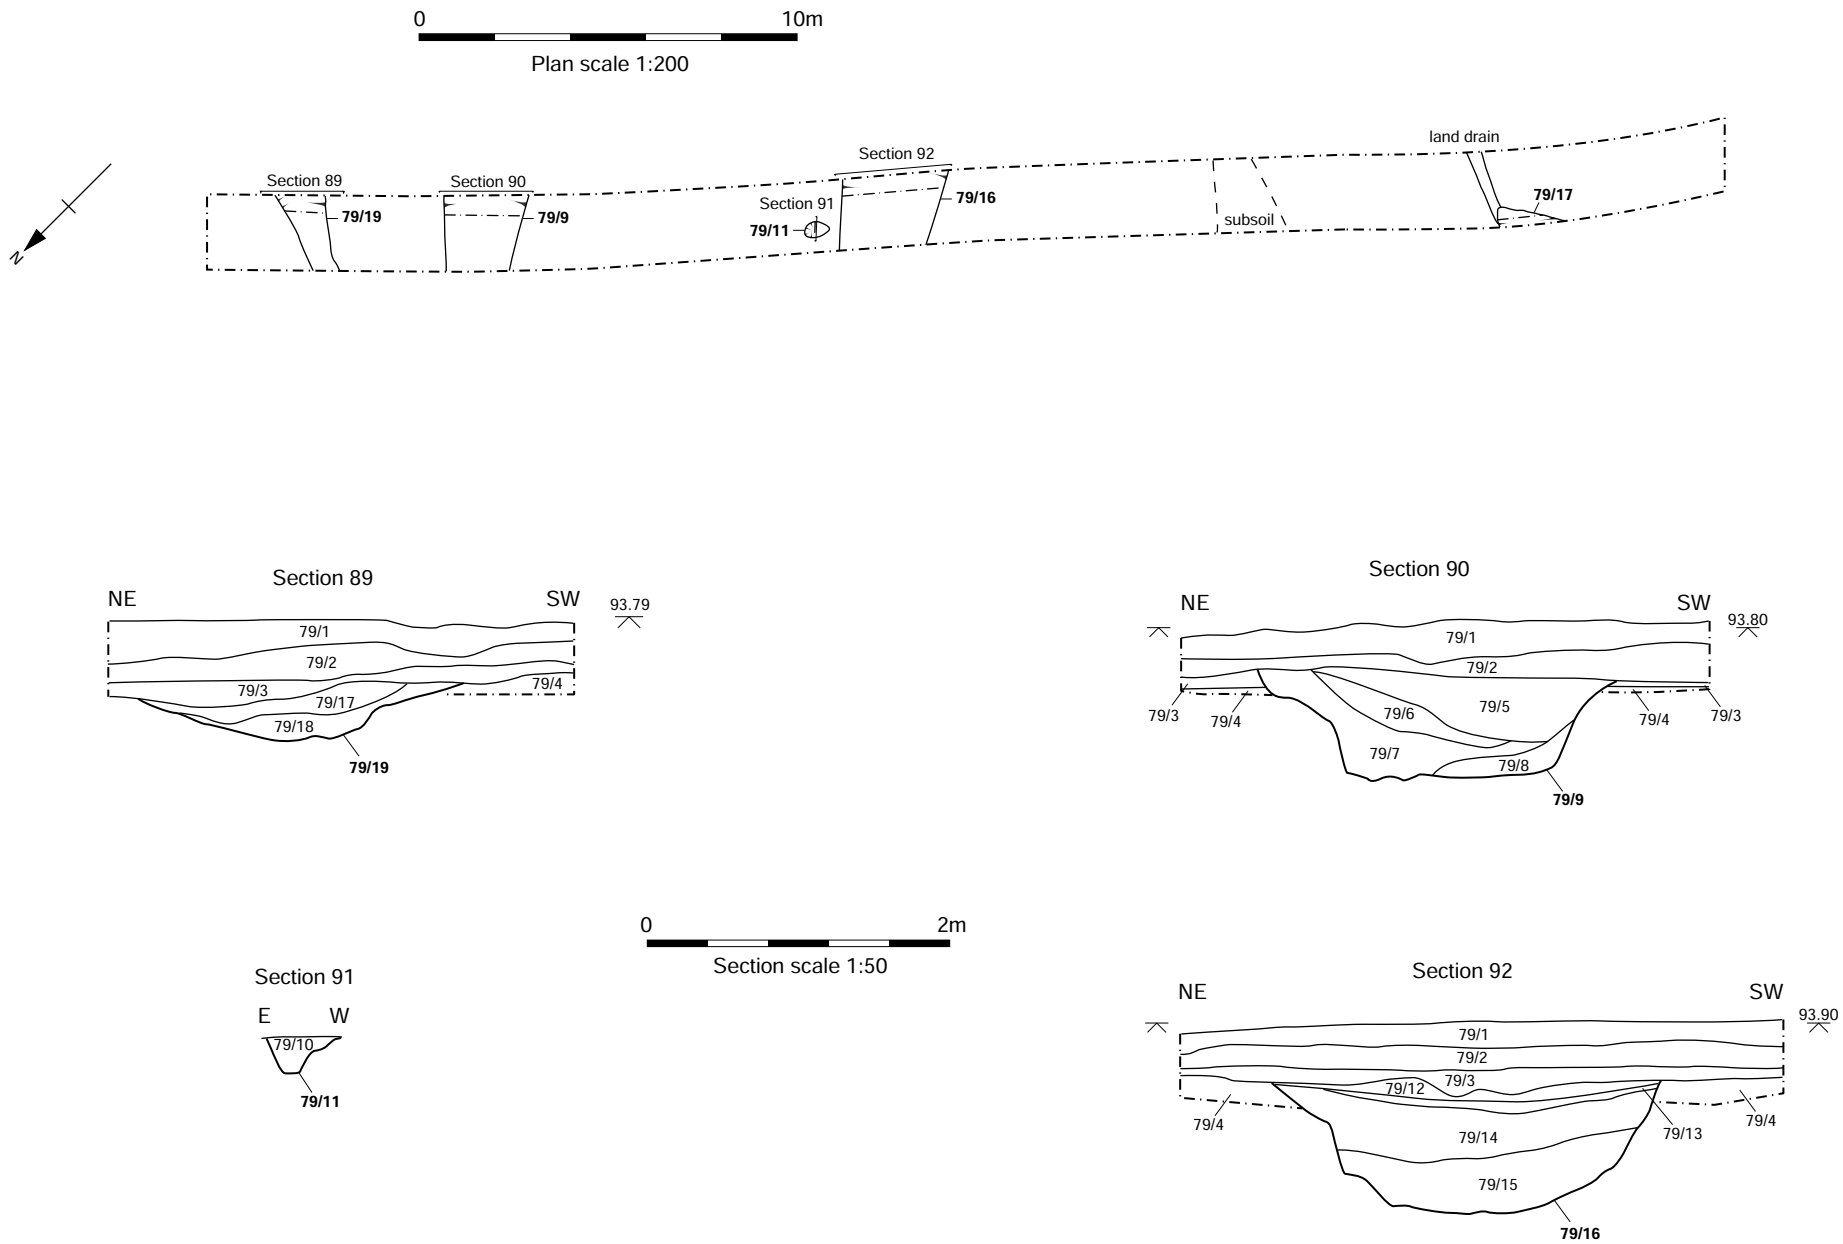 0 10m
Plan scale 1:200
land drain
Section 92
Section 89
Section 90
79/17
79/16
Section 91
79/19
79/9
subsoil
79/11
N
Section 89
NE SW
93.79
79/1
79/2
79/3
79/4
79/17
79/18
79/19
Section 90
NE SW
93.80
79/1
79/2
79/3
79/4
79/6
79/5
79/4
79/3
79/7
79/8
79/9
0 2m
Section scale 1:50
Section 91
E W
79/10
79/11
Section 92
NE SW
93.90
79/1
79/2
79/3
79/12
79/4
79/4
79/13
79/14
79/15
79/16